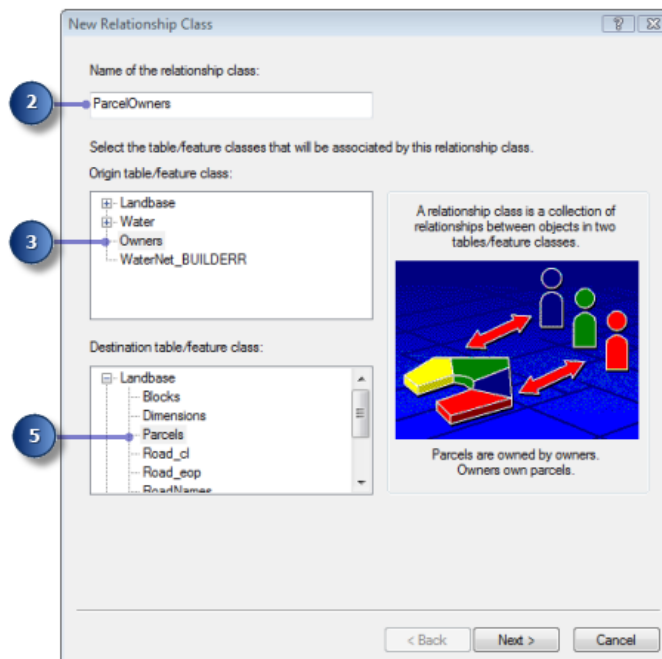 New Relationship Class
Name of the relationship class:
2
ParcelOwners
Select the table/feature classes that will be associated by this relationship class.
Origin table/feature class:
Landbase
Water
3
Owners
WaterNet_BUILDERR
A relationship class is a collection of
relationships between objects in two
tables/feature classes.
Destination table/feature class:
Landbase
Blocks
Dimensions
5
Parcels
Road_cl
Road_eop
RoadNames
Parcels are owned by owners.
Owners own parcels.
< Back
Next >
Cancel